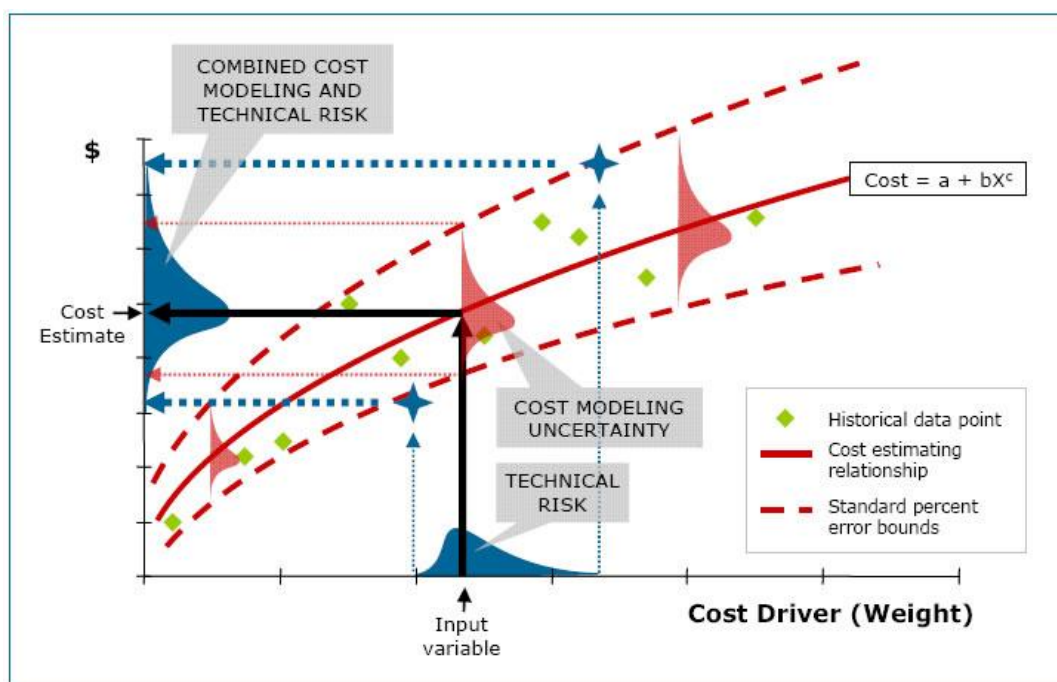 COMBINED COST
MODELING AND
TECHNICAL RISK
$
Cost = a + bXᶜ
Cost
Estimate
COST MODELING
UNCERTAINTY
TECHNICAL
RISK
Historical data point
Cost estimating
relationship
Standard percent
error bounds
Cost Driver (Weight)
Input
variable